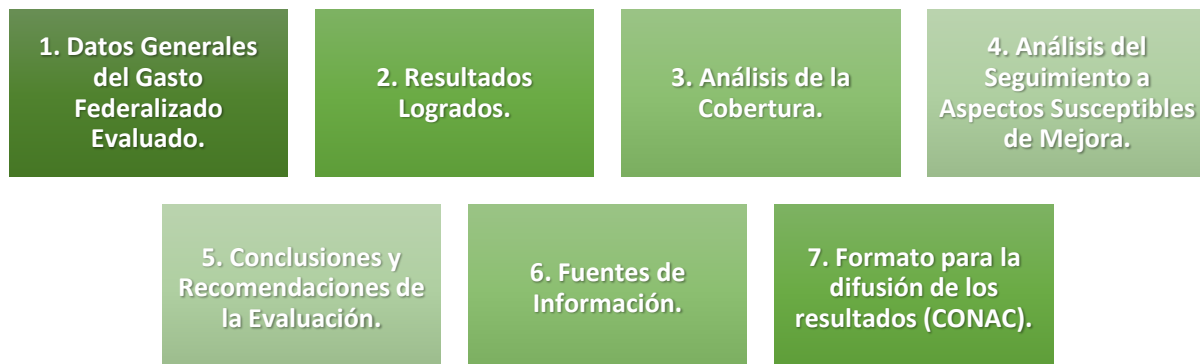 1. Datos Generales
del Gasto
Federalizado
Evaluado.
2. Resultados
Logrados.
3. Análisis de la
Cobertura.
4. Análisis del
Seguimiento a
Aspectos Susceptibles
de Mejora.
5. Conclusiones y
Recomendaciones de
la Evaluación.
6. Fuentes de
Información.
7. Formato para la
difusión de los
resultados (CONAC).